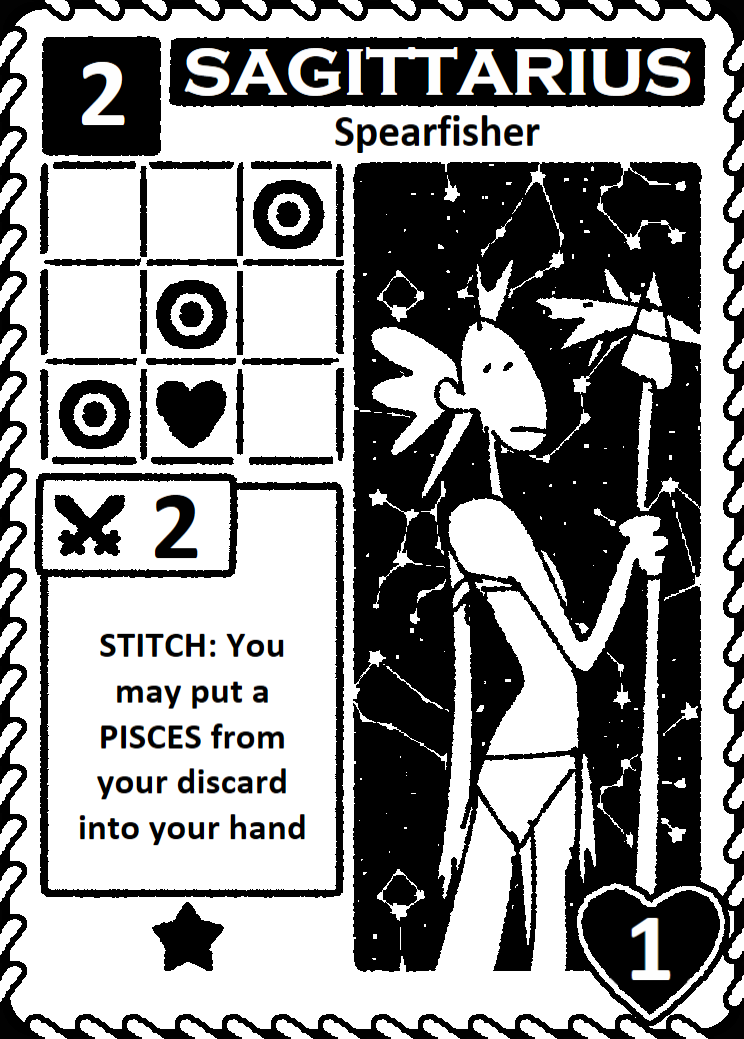 2
SAGITTARIUS
Spearfisher
2
STITCH: You
may put a
PISCES from
your discard
into your hand
1